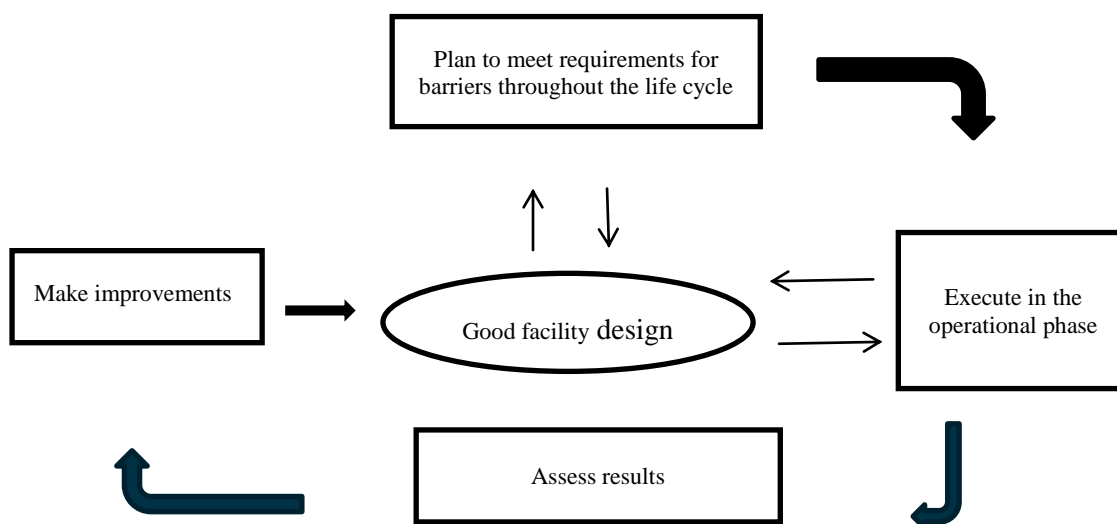 Plan to meet requirements for
barriers throughout the life cycle
Make improvements
Good facility design
Execute in the
operational phase
Assess results